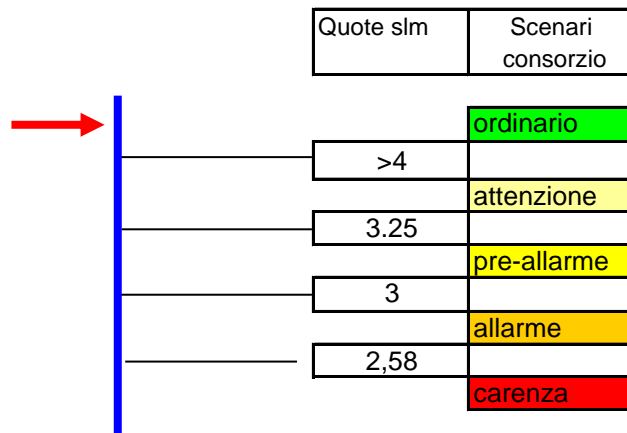 Quote slm
Scenari
consorzio
ordinario
>4
attenzione
3.25
pre-allarme
3
allarme
2,58
carenza